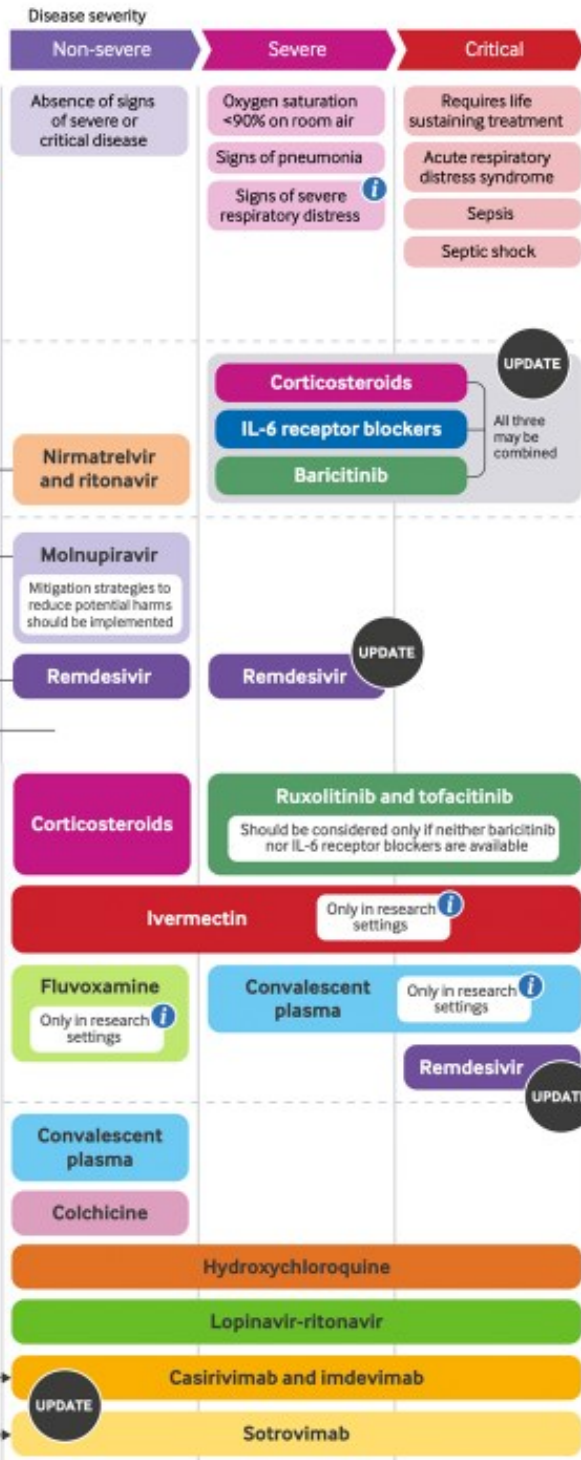 Disease severity
Non-severe
Severe
Critical
Absence of signs
of severe or
critical disease
Oxygen saturation
<90% on room air
Signs of pneumonia
Signs of severe
respiratory distress
i
Requires life
sustaining treatment
Acute respiratory
distress syndrome
Sepsis
Septic shock
UPDATE
Corticosteroids
IL-6 receptor blockers
Baricitinib
All three
may be
combined
Nirmatrelvir
and ritonavir
Molnupiravir
Mitigation strategies to
reduce potential harms
should be implemented
Remdesivir
Remdesivir
UPDATE
Corticosteroids
Ruxolitinib and tofacitinib
Should be considered only if neither baricitinib
nor IL-6 receptor blockers are available
Ivermectin
Only in research
settings
i
Fluvoxamine
Only in research
settings
i
Convalescent
plasma
Only in research
settings
i
Remdesivir
UPDATE
Convalescent
plasma
Colchicine
Hydroxychloroquine
Lopinavir-ritonavir
Casirivimab and imdevimab
UPDATE
Sotrovimab